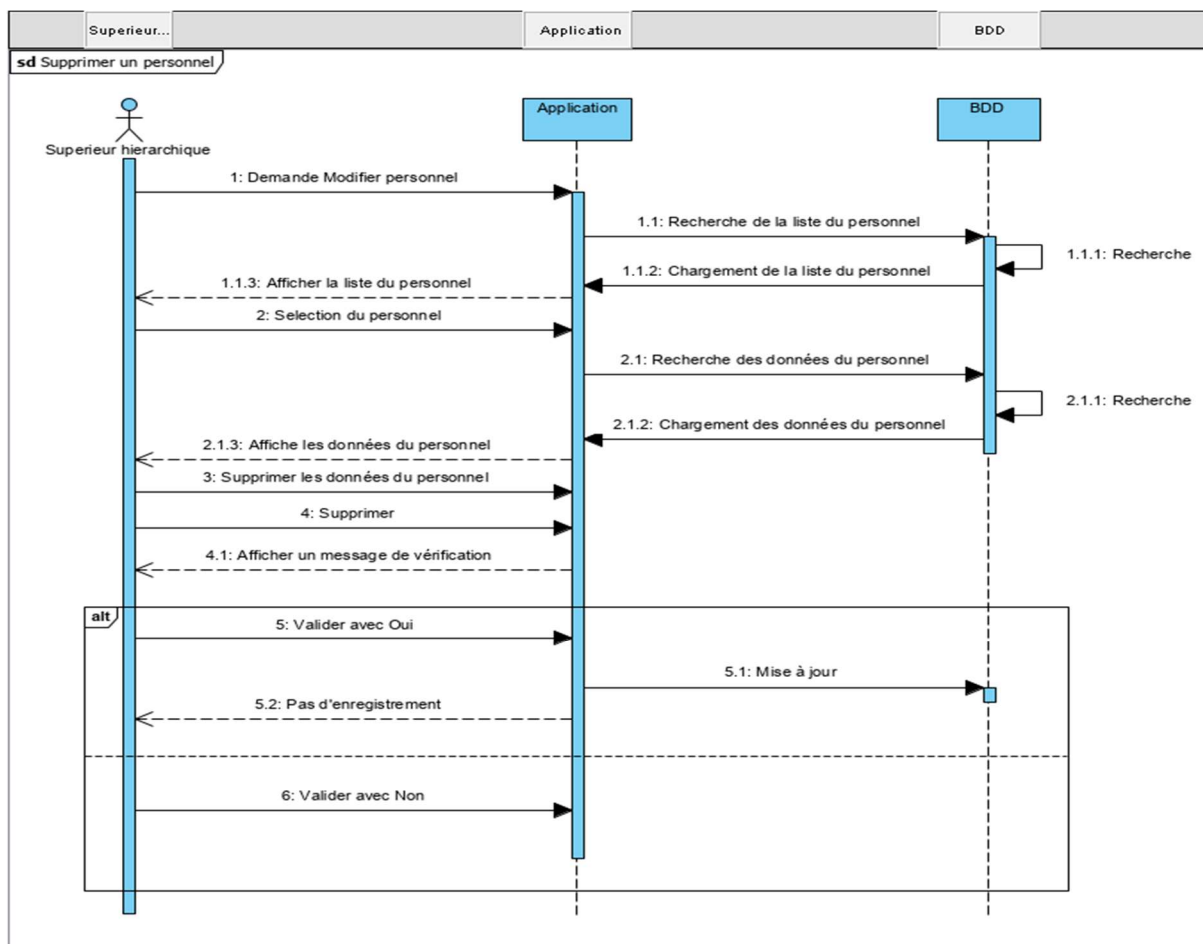 Superieur...
Application
BDD
sd Supprimer un personnel
Application
BDD
Superieur hierarchique
1: Demande Modifier personnel
1.1: Recherche de la liste du personnel
1.1.1: Recherche
1.1.2: Chargement de la liste du personnel
1.1.3: Afficher la liste du personnel
2: Selection du personnel
2.1: Recherche des données du personnel
2.1.1: Recherche
2.1.2: Chargement des données du personnel
2.1.3: Affiche les données du personnel
3: Supprimer les données du personnel
4: Supprimer
4.1: Afficher un message de vérification
alt
5: Valider avec Oui
5.1: Mise à jour
5.2: Pas d'enregistrement
6: Valider avec Non